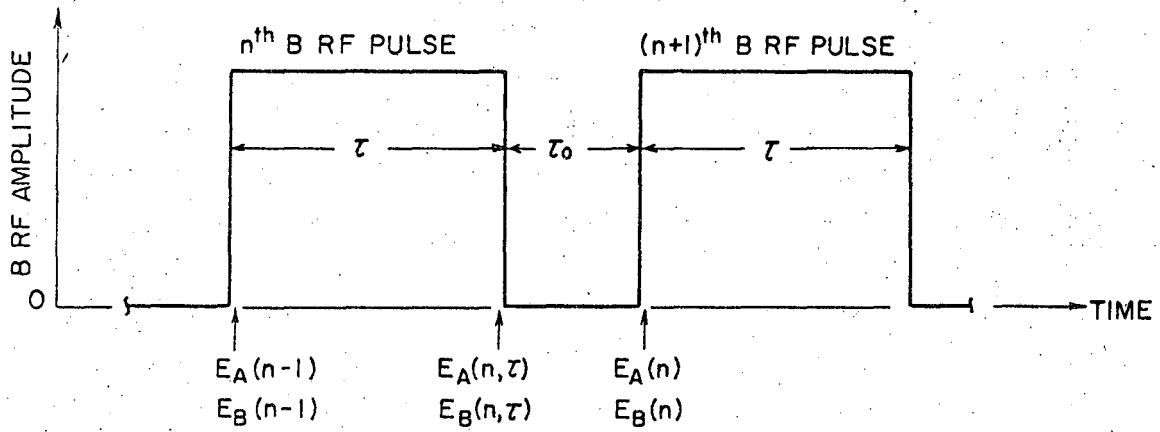 nth B RF PULSE
(n+1)th B RF PULSE
B RF AMPLITUDE
τ
τ0
τ
0
TIME
EA(n-1)
EB(n-1)
EA(n,τ)
EB(n,τ)
EA(n)
EB(n)